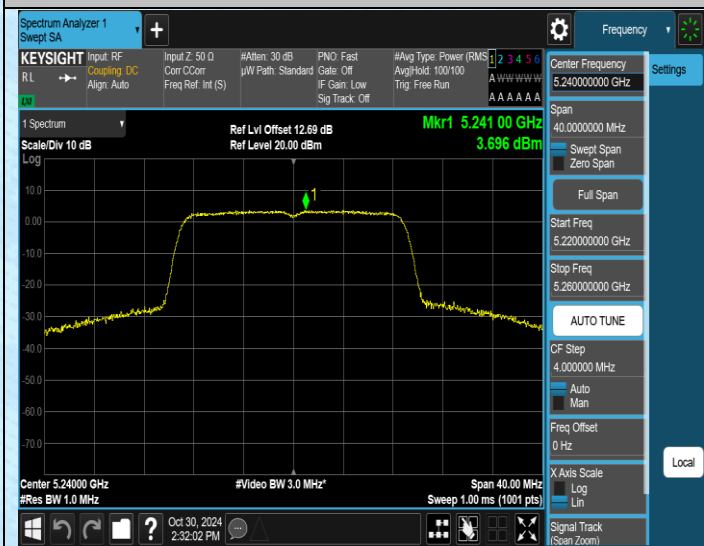 Spectrum Analyzer 1
Swept SA
Frequency
KEYSIGHT
RL
Input: RF
Coupling: DC
Align: Auto
Input Z: 50 Ω
Corr CCorr
Freq Ref: Int (S)
#Atten: 30 dB
µW Path: Standard
PNO: Fast
Gate: Off
IF Gain: Low
Sig Track: Off
#Avg Type: Power (RMS
Avg|Hold: 100/100
Trig: Free Run
1 2 3 4 5 6
A W W W W W
A A A A A A
1 Spectrum
Scale/Div 10 dB
Log
Ref Lvl Offset 12.69 dB
Ref Level 20.00 dBm
Mkr1 5.241 00 GHz
3.696 dBm
1
10.0
0.00
-10.0
-20.0
-30.0
-40.0
-50.0
-60.0
-70.0
Center 5.24000 GHz
#Res BW 1.0 MHz
#Video BW 3.0 MHz*
Span 40.00 MHz
Sweep 1.00 ms (1001 pts)
Center Frequency
5.240000000 GHz
Settings
Span
40.0000000 MHz
Swept Span
Zero Span
Full Span
Start Freq
5.220000000 GHz
Stop Freq
5.260000000 GHz
AUTO TUNE
CF Step
4.000000 MHz
Auto
Man
Freq Offset
0 Hz
X Axis Scale
Log
Lin
Local
Signal Track
(Span Zoom)
?
Oct 30, 2024
2:32:02 PM